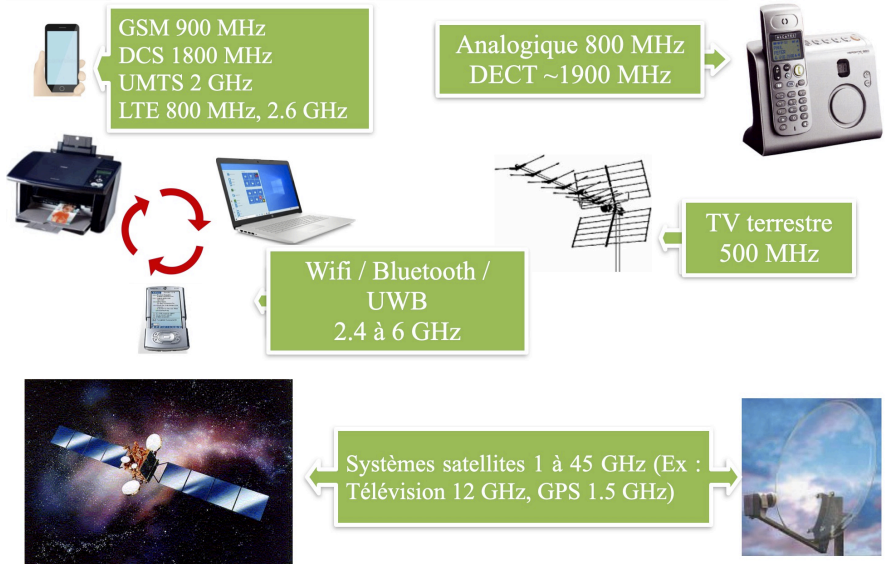 GSM 900 MHz
DCS 1800 MHz
UMTS 2 GHz
LTE 800 MHz, 2.6 GHz
Analogique 800 MHz
DECT ~1900 MHz
TV terrestre
500 MHz
Wifi / Bluetooth /
UWB
2.4 à 6 GHz
Systèmes satellites 1 à 45 GHz (Ex :
Télévision 12 GHz, GPS 1.5 GHz)